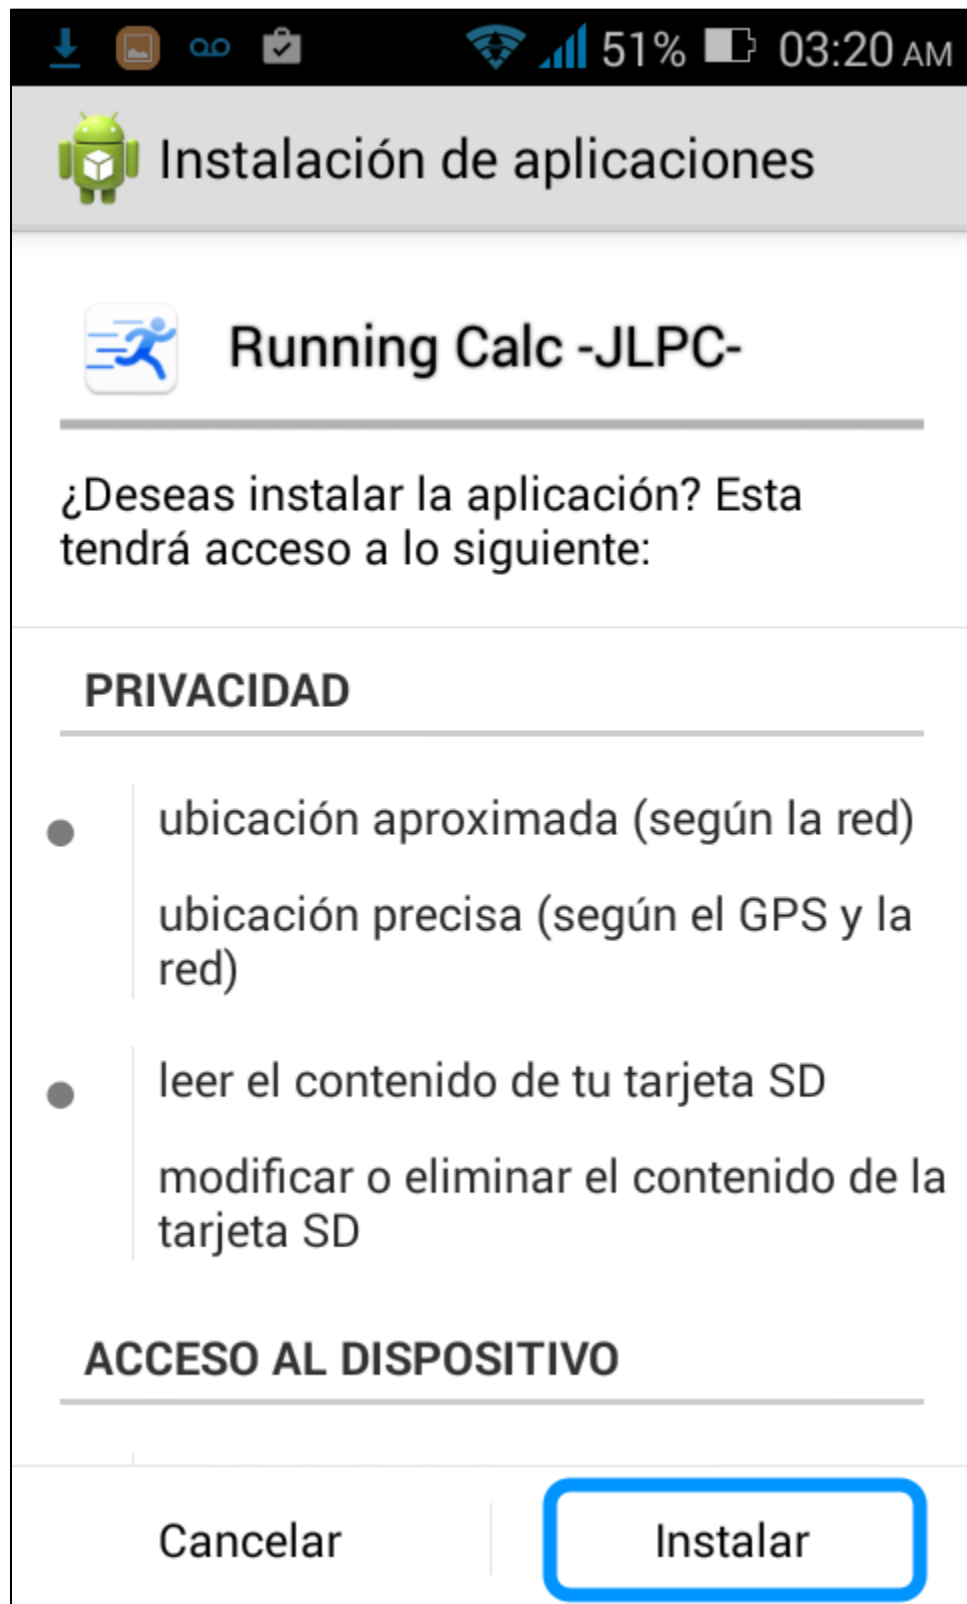 51% 03:20 AM
Instalación de aplicaciones
Running Calc -JLPC-
¿Deseas instalar la aplicación? Esta
tendrá acceso a lo siguiente:
PRIVACIDAD
ubicación aproximada (según la red)
ubicación precisa (según el GPS y la
red)
leer el contenido de tu tarjeta SD
modificar o eliminar el contenido de la
tarjeta SD
ACCESO AL DISPOSITIVO
Cancelar
Instalar